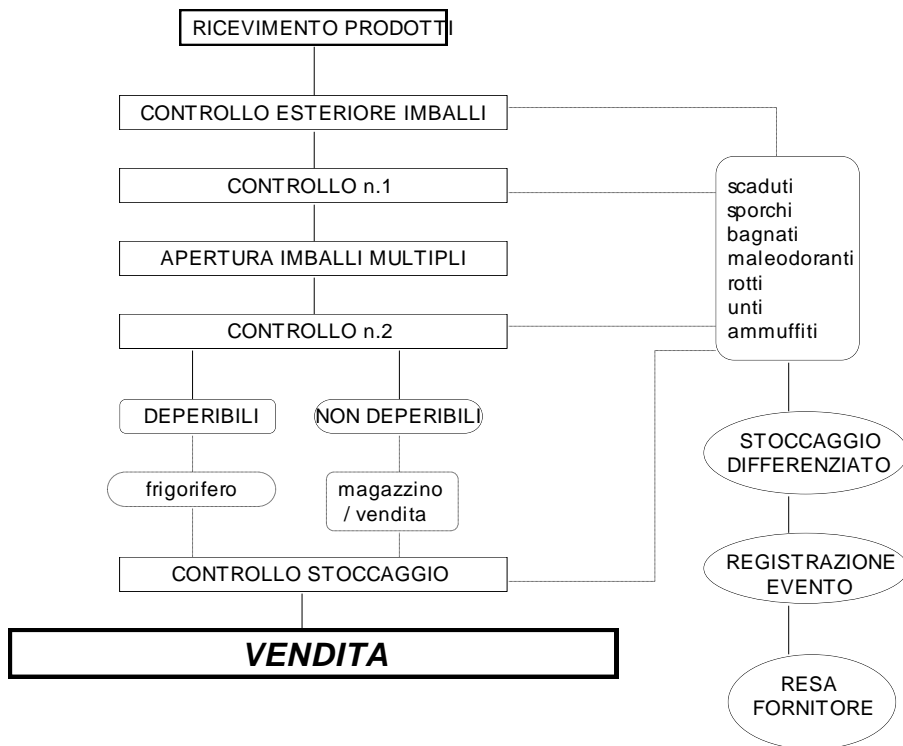 RICEVIMENTO PRODOTTI
CONTROLLO ESTERIORE IMBALLI
CONTROLLO n.1
APERTURA IMBALLI MULTIPLI
CONTROLLO n.2
DEPERIBILI
NON DEPERIBILI
frigorifero
magazzino
/ vendita
CONTROLLO STOCCAGGIO
VENDITA
scaduti
sporchi
bagnati
maleodoranti
rotti
unti
ammuffiti
STOCCAGGIO
DIFFERENZIATO
REGISTRAZIONE
EVENTO
RESA
FORNITORE